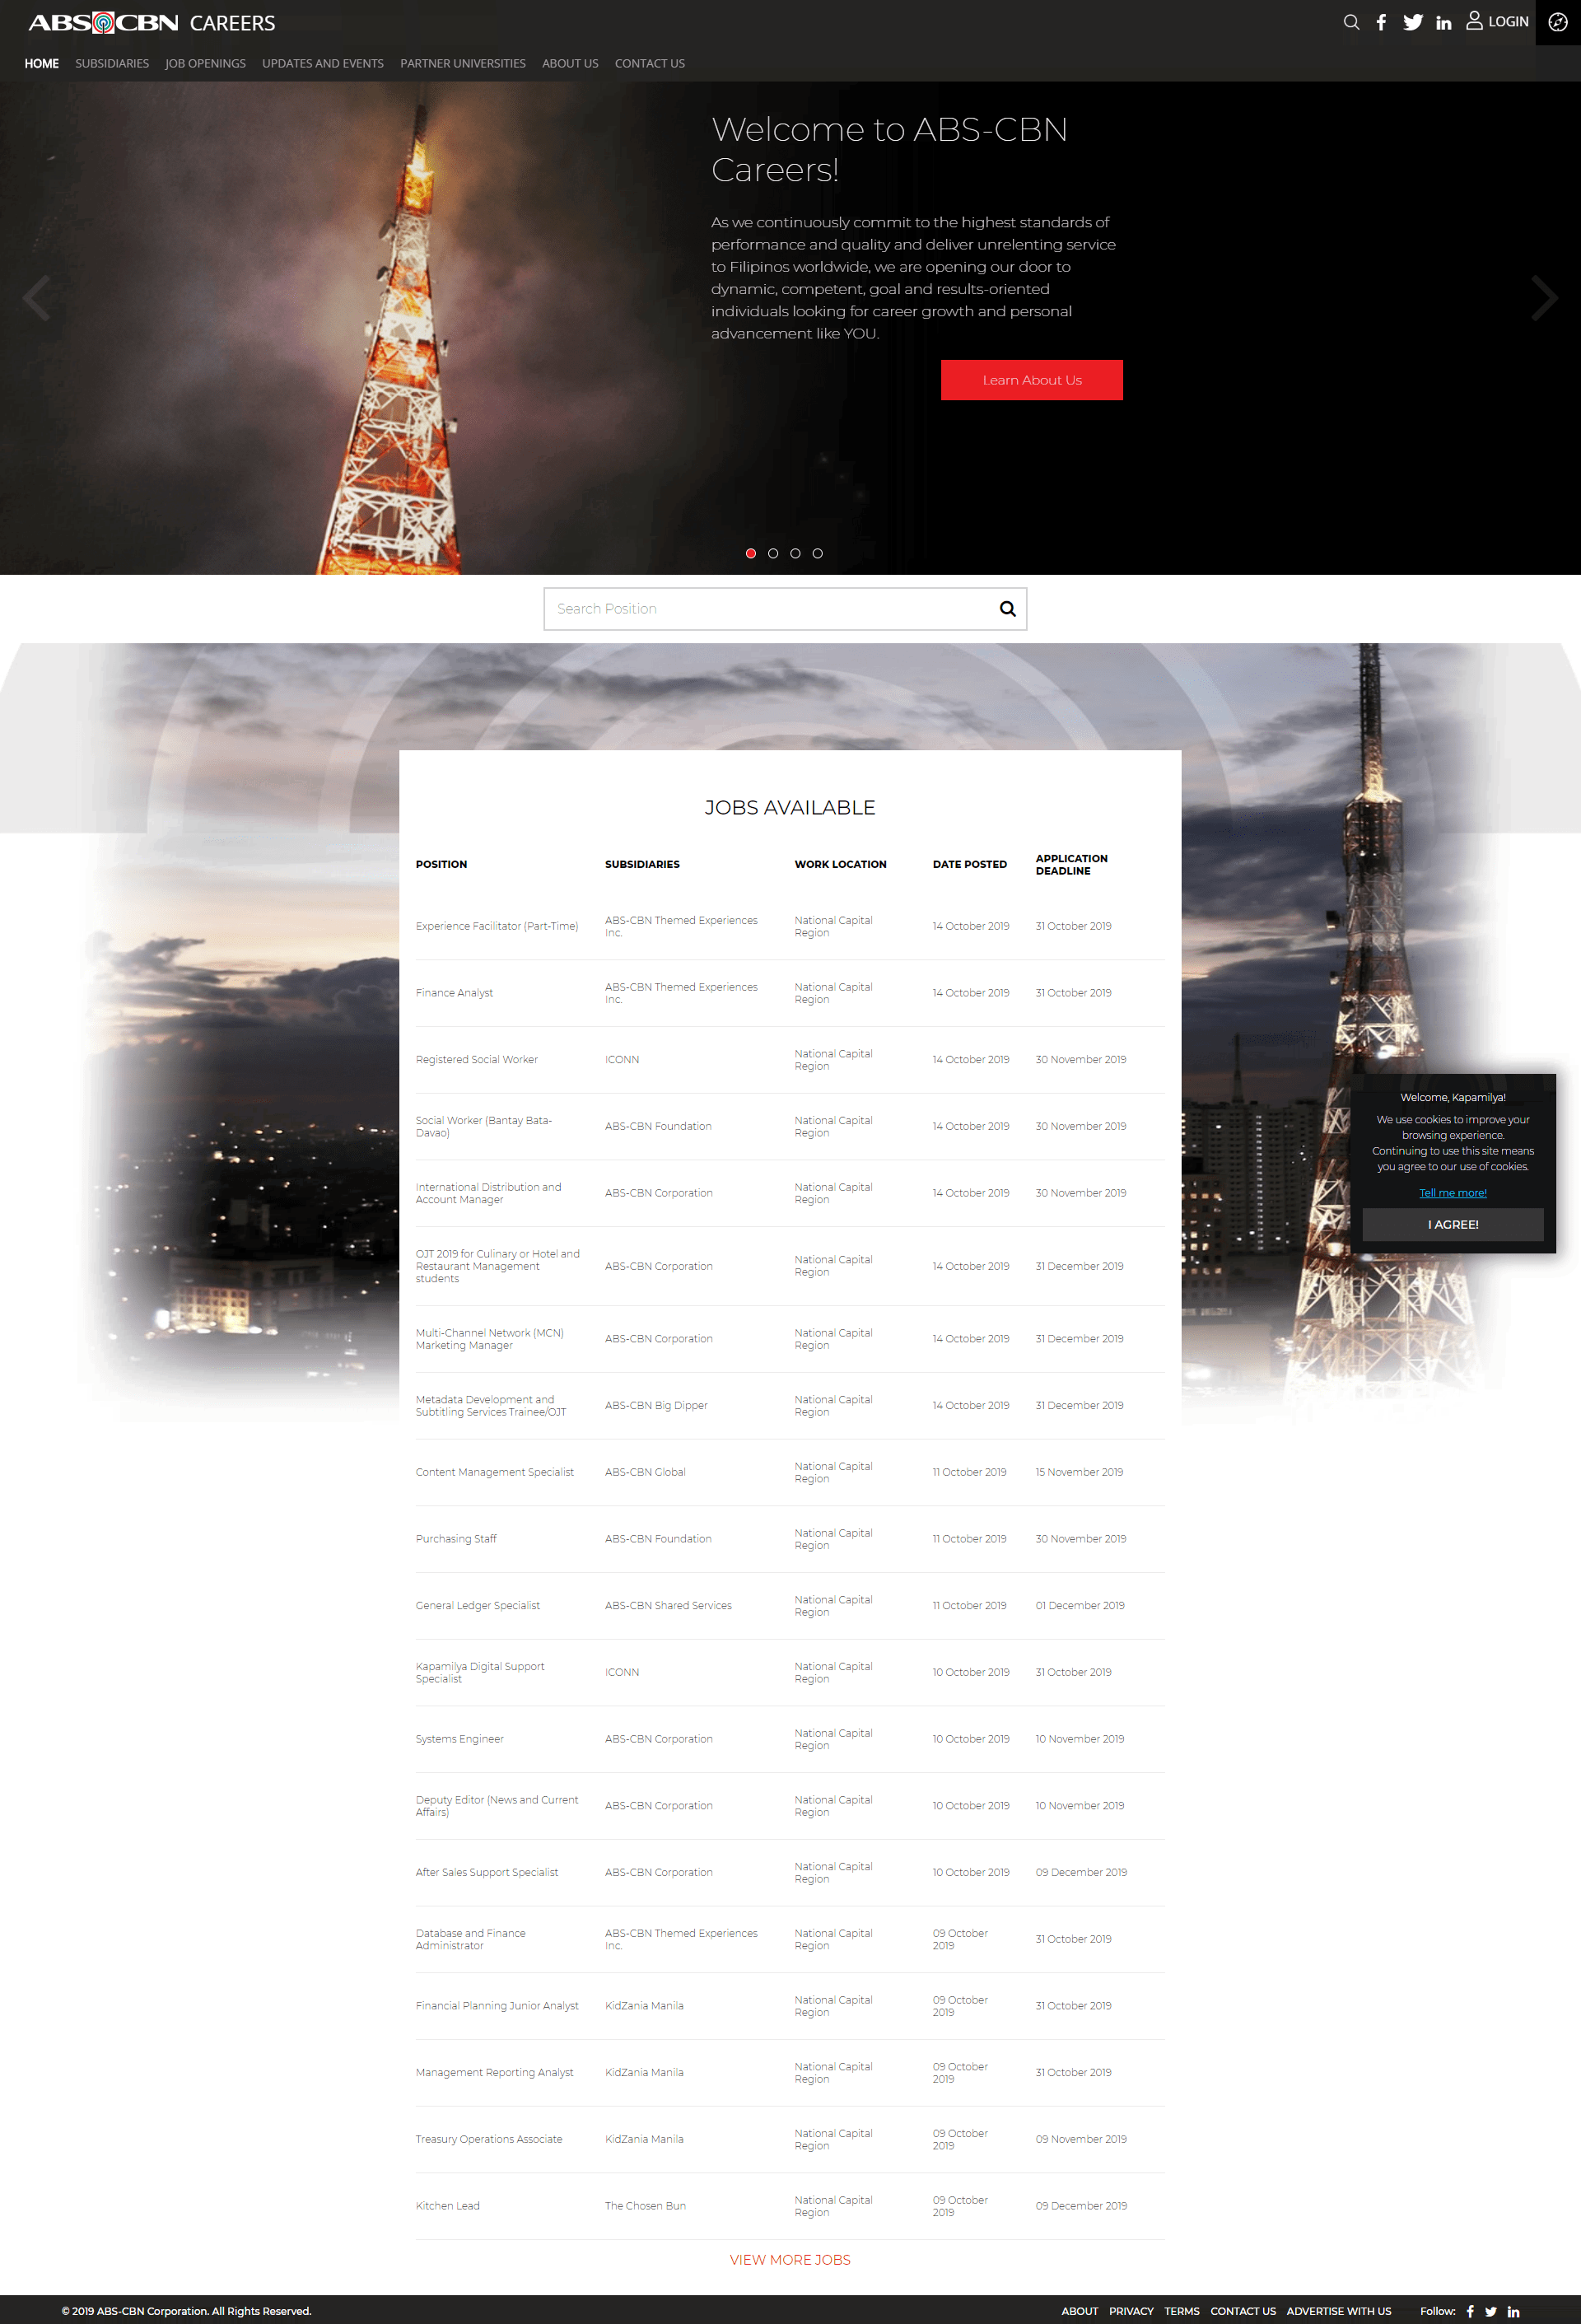 ABS-CBN CAREERS
LOGIN
HOME SUBSIDIARIES JOB OPENINGS UPDATES AND EVENTS PARTNER UNIVERSITIES ABOUT US CONTACT US
Welcome to ABS-CBN
Careers!
As we continuously commit to the highest standards of
performance and quality and deliver unrelenting service
to Filipinos worldwide, we are opening our door to
dynamic, competent, goal and results-oriented
individuals looking for career growth and personal
advancement like YOU.
Learn About Us
Search Position
JOBS AVAILABLE
POSITION SUBSIDIARIES WORK LOCATION DATE POSTED APPLICATION
DEADLINE
Experience Facilitator (Part-Time) ABS-CBN Themed Experiences
Inc. National Capital
Region 14 October 2019 31 October 2019
Finance Analyst ABS-CBN Themed Experiences
Inc. National Capital
Region 14 October 2019 31 October 2019
Registered Social Worker ICONN National Capital
Region 14 October 2019 30 November 2019
Social Worker (Bantay Bata-
Davao) ABS-CBN Foundation National Capital
Region 14 October 2019 30 November 2019
International Distribution and
Account Manager ABS-CBN Corporation National Capital
Region 14 October 2019 30 November 2019
OJT 2019 for Culinary or Hotel and
Restaurant Management
students ABS-CBN Corporation National Capital
Region 14 October 2019 31 December 2019
Multi-Channel Network (MCN)
Marketing Manager ABS-CBN Corporation National Capital
Region 14 October 2019 31 December 2019
Metadata Development and
Subtitling Services Trainee/OJT ABS-CBN Big Dipper National Capital
Region 14 October 2019 31 December 2019
Content Management Specialist ABS-CBN Global National Capital
Region 11 October 2019 15 November 2019
Purchasing Staff ABS-CBN Foundation National Capital
Region 11 October 2019 30 November 2019
General Ledger Specialist ABS-CBN Shared Services National Capital
Region 11 October 2019 01 December 2019
Kapamilya Digital Support
Specialist ICONN National Capital
Region 10 October 2019 31 October 2019
Systems Engineer ABS-CBN Corporation National Capital
Region 10 October 2019 10 November 2019
Deputy Editor (News and Current
Affairs) ABS-CBN Corporation National Capital
Region 10 October 2019 10 November 2019
After Sales Support Specialist ABS-CBN Corporation National Capital
Region 10 October 2019 09 December 2019
Database and Finance
Administrator ABS-CBN Themed Experiences
Inc. National Capital
Region 09 October
2019 31 October 2019
Financial Planning Junior Analyst KidZania Manila National Capital
Region 09 October
2019 31 October 2019
Management Reporting Analyst KidZania Manila National Capital
Region 09 October
2019 31 October 2019
Treasury Operations Associate KidZania Manila National Capital
Region 09 October
2019 09 November 2019
Kitchen Lead The Chosen Bun National Capital
Region 09 October
2019 09 December 2019
VIEW MORE JOBS
Welcome, Kapamilya!
We use cookies to improve your
browsing experience.
Continuing to use this site means
you agree to our use of cookies.
Tell me more!
I AGREE!
© 2019 ABS-CBN Corporation. All Rights Reserved.
ABOUT PRIVACY TERMS CONTACT US ADVERTISE WITH US Follow: